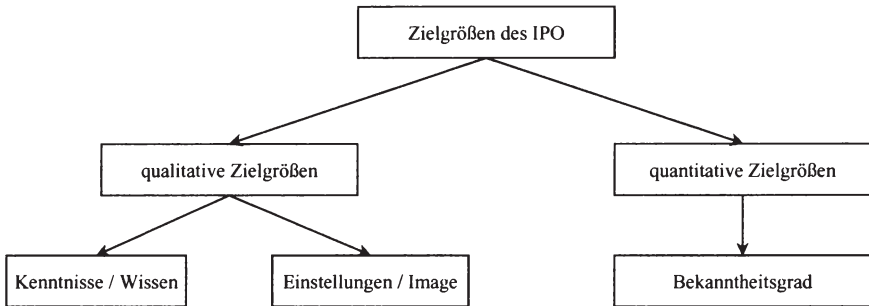 Zielgrößen des IPO
qualitative Zielgrößen
quantitative Zielgrößen
Kenntnisse / Wissen
Einstellungen / Image
Bekanntheitsgrad